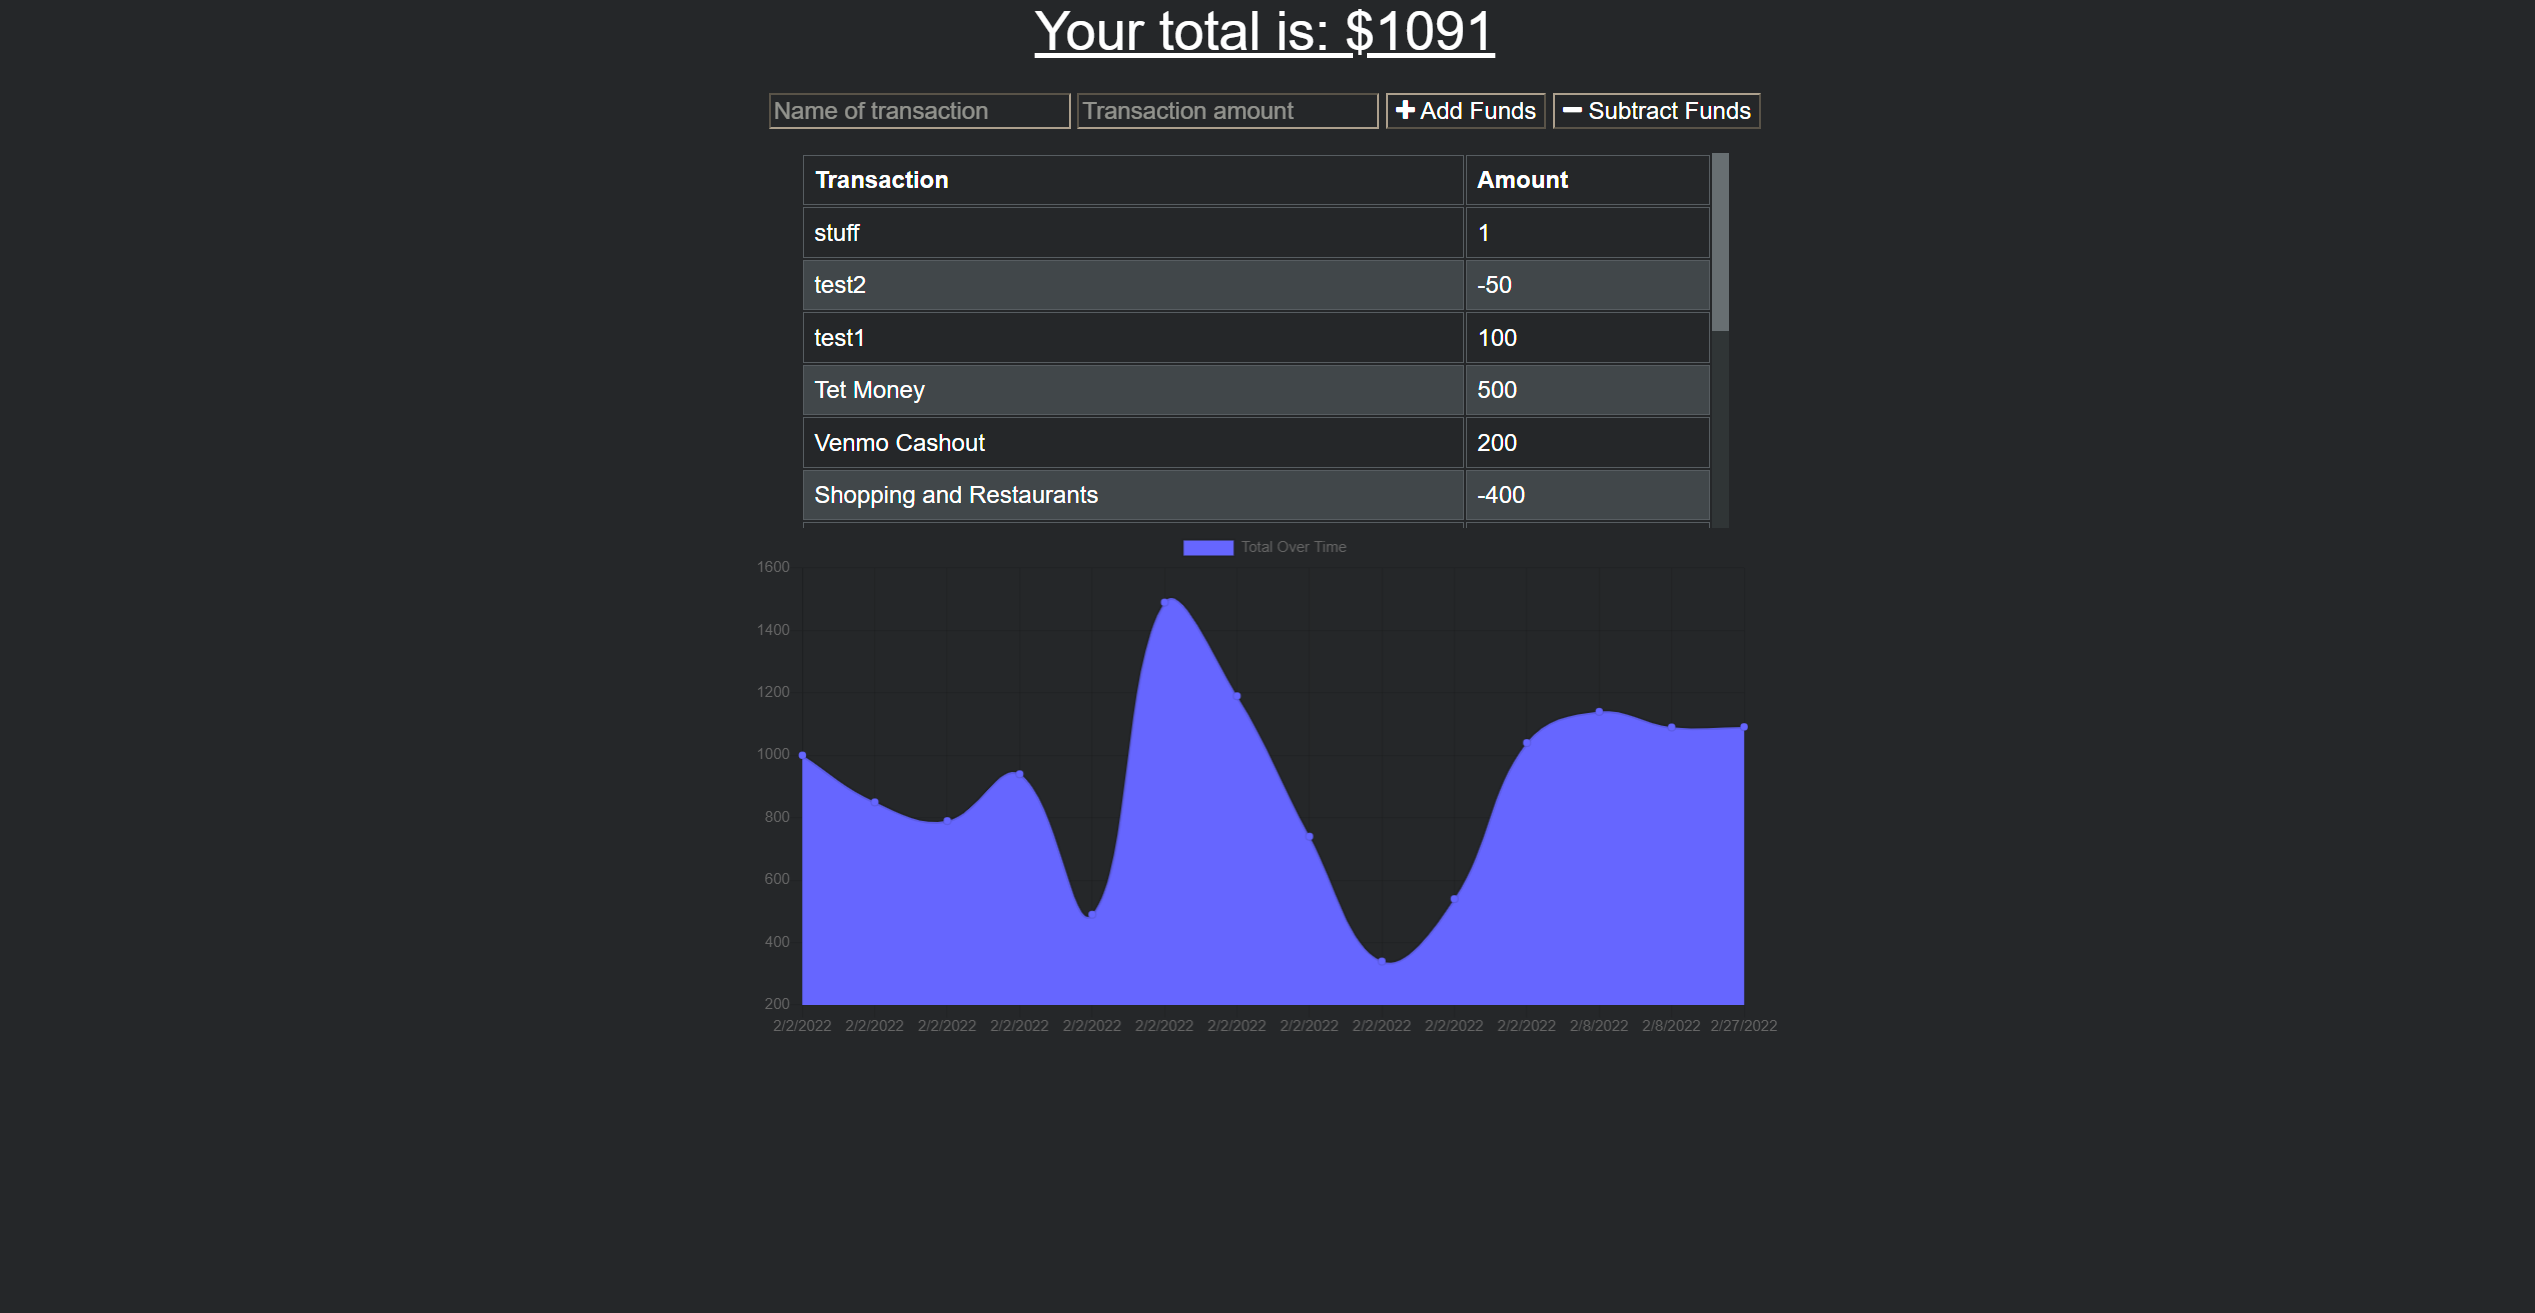 Your total is: $1091
Name of transaction Transaction amount Add Funds Subtract Funds
Transaction Amount
stuff 1
test2 -50
test1 100
Tet Money 500
Venmo Cashout 200
Shopping and Restaurants -400
Total Over Time
1600
1400
1200
1000
800
600
400
200
2/2/2022 2/2/2022 2/2/2022 2/2/2022 2/2/2022 2/2/2022 2/2/2022 2/2/2022 2/2/2022 2/2/2022 2/2/2022 2/8/2022 2/8/2022 2/27/2022